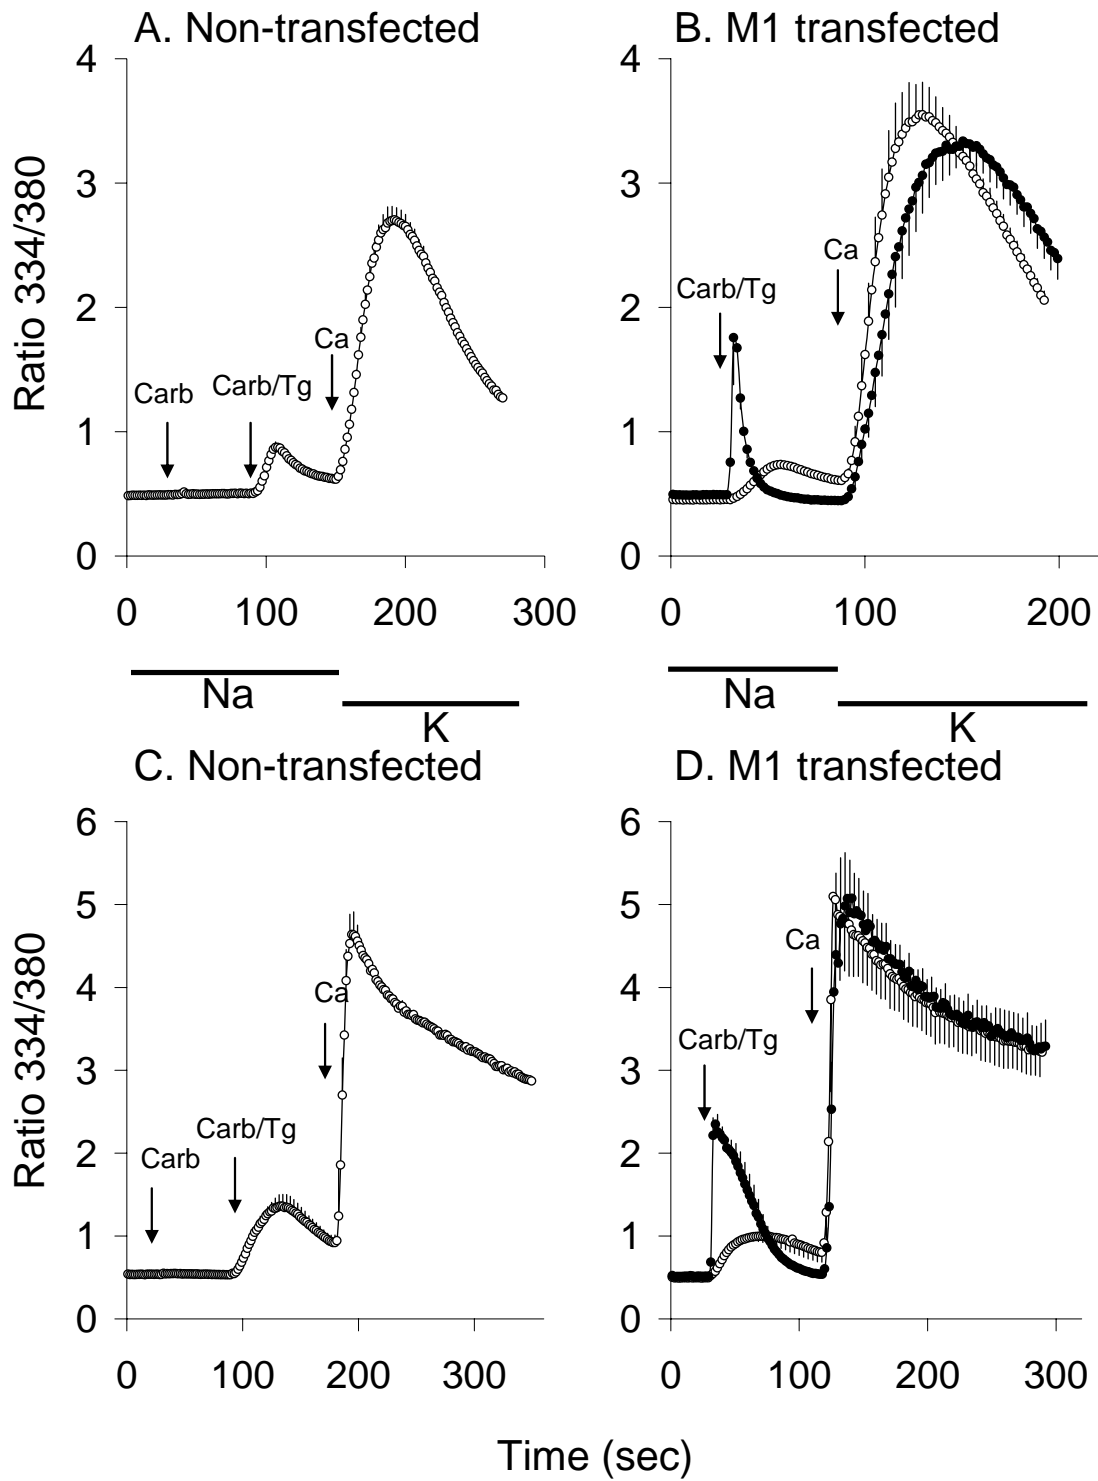 A. Non-transfected
B. M1 transfected
4
3
2
1
0
Ratio 334/380
Carb
Carb/Tg
Ca
0 100 200 300
4
3
2
1
0
Carb/Tg
Ca
0 100 200
Na
K
Na
K
C. Non-transfected
D. M1 transfected
6
5
4
3
2
1
0
Ratio 334/380
Carb
Carb/Tg
Ca
0 100 200 300
6
5
4
3
2
1
0
Carb/Tg
Ca
0 100 200 300
Time (sec)